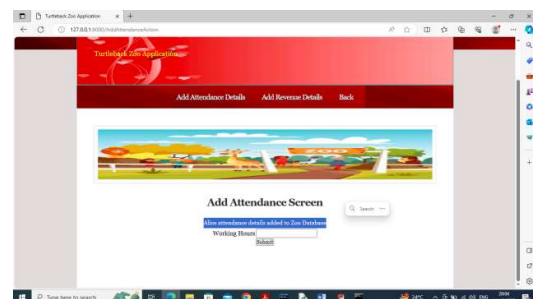 Turtleback Zoo Application
127.0.0.1:8000/AddAttendanceAction
Turtleback Zoo Application
Add Attendance Details Add Revenue Details Back
ZOO
Add Attendance Screen
Alice attendance details added to Zoo Database
Search
Working Hours
Submit
Type here to search
24°C
ENG